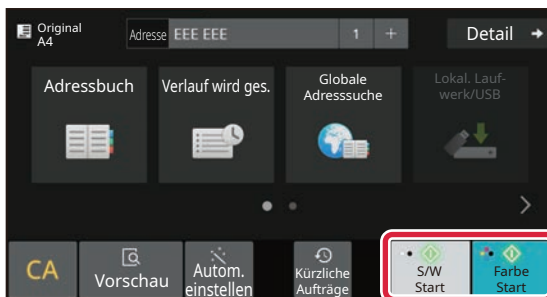 Original
A4
Adresse EEE EEE 1 +
Detail
Adressbuch
Verlauf wird ges.
Globale
Adresssuche
Lokal. Lauf-
werk/USB
CA
Vorschau
Autom.
einstellen
Kürzliche
Aufträge
S/W
Start
Farbe
Start